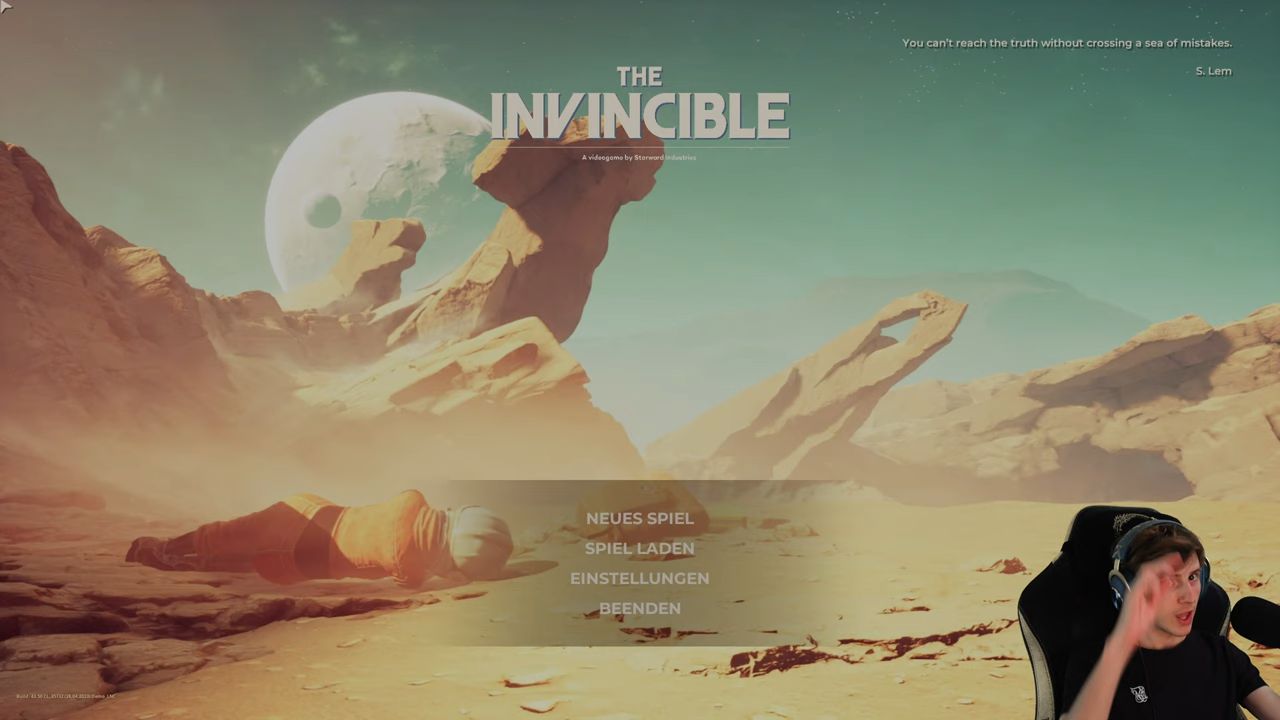 You can't reach the truth without crossing a sea of mistakes.
S. Lem
THE
INVINCIBLE
A videogame by Starward Industries
NEUES SPIEL
SPIEL LADEN
EINSTELLUNGEN
BEENDEN